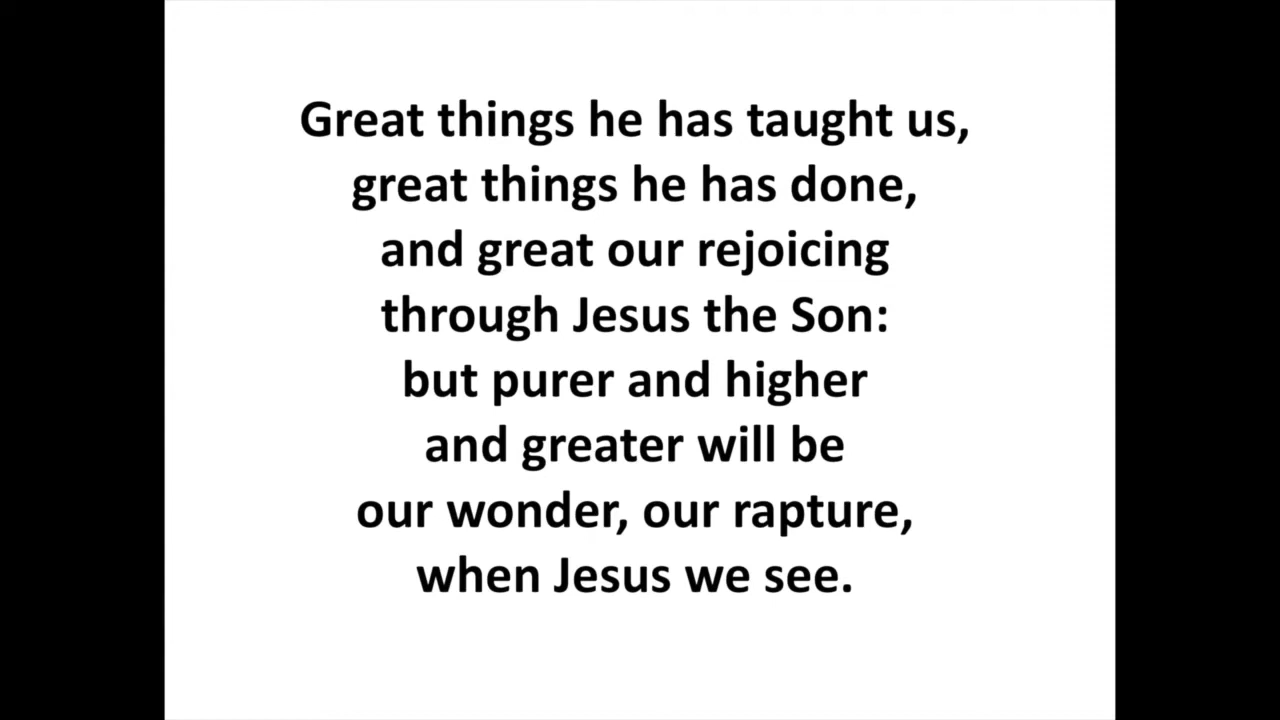 Great things he has taught us,
great things he has done,
and great our rejoicing
through Jesus the Son:
but purer and higher
and greater will be
our wonder, our rapture,
when Jesus we see.